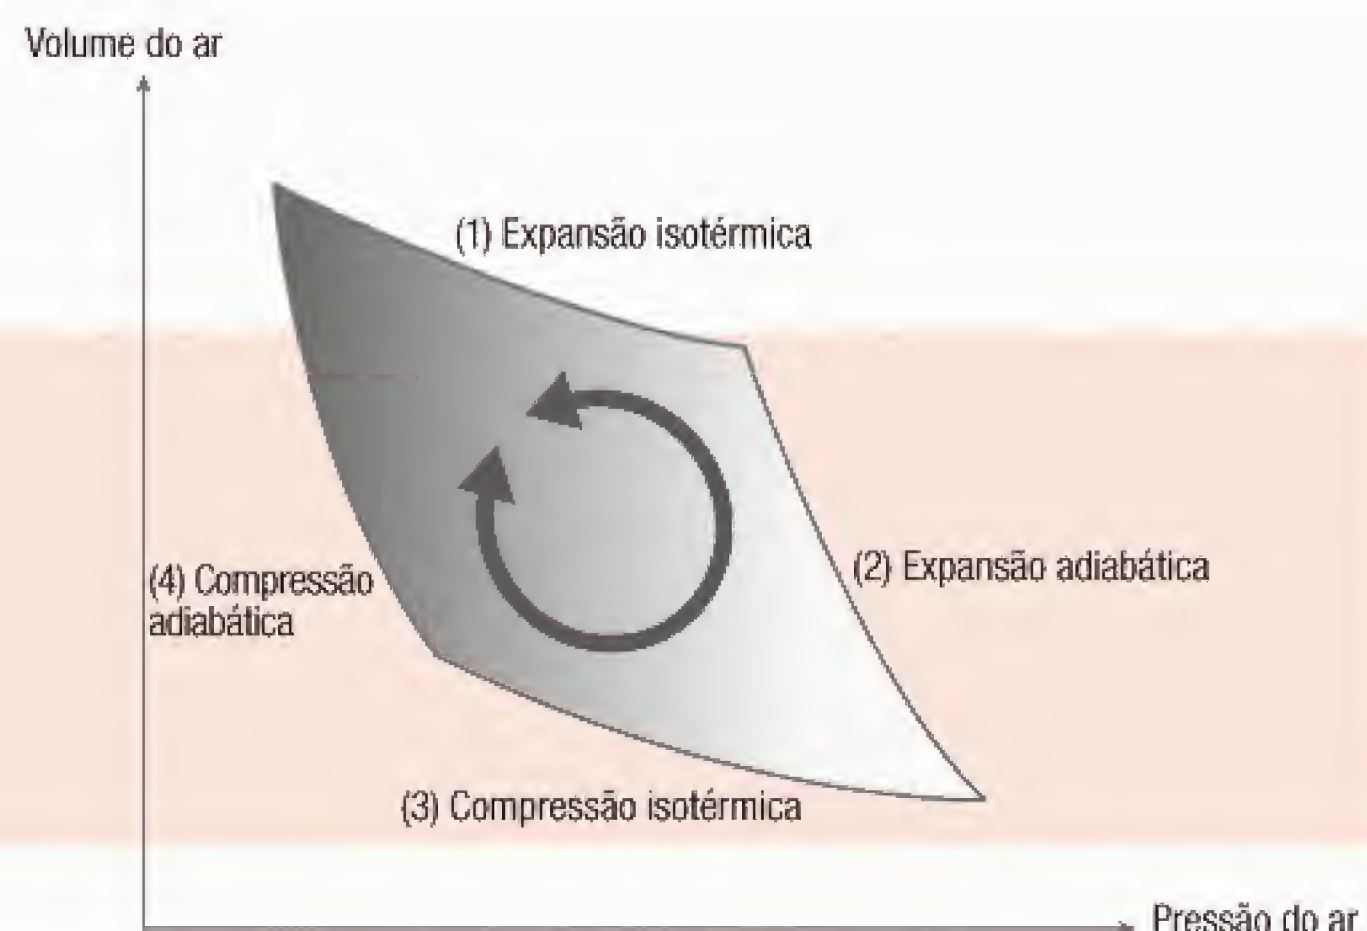 Volume do ar
(1) Expansão isotérmica
(2) Expansão adiabática
(4) Compressão
adiabática
(3) Compressão isotérmica
Pressão do ar